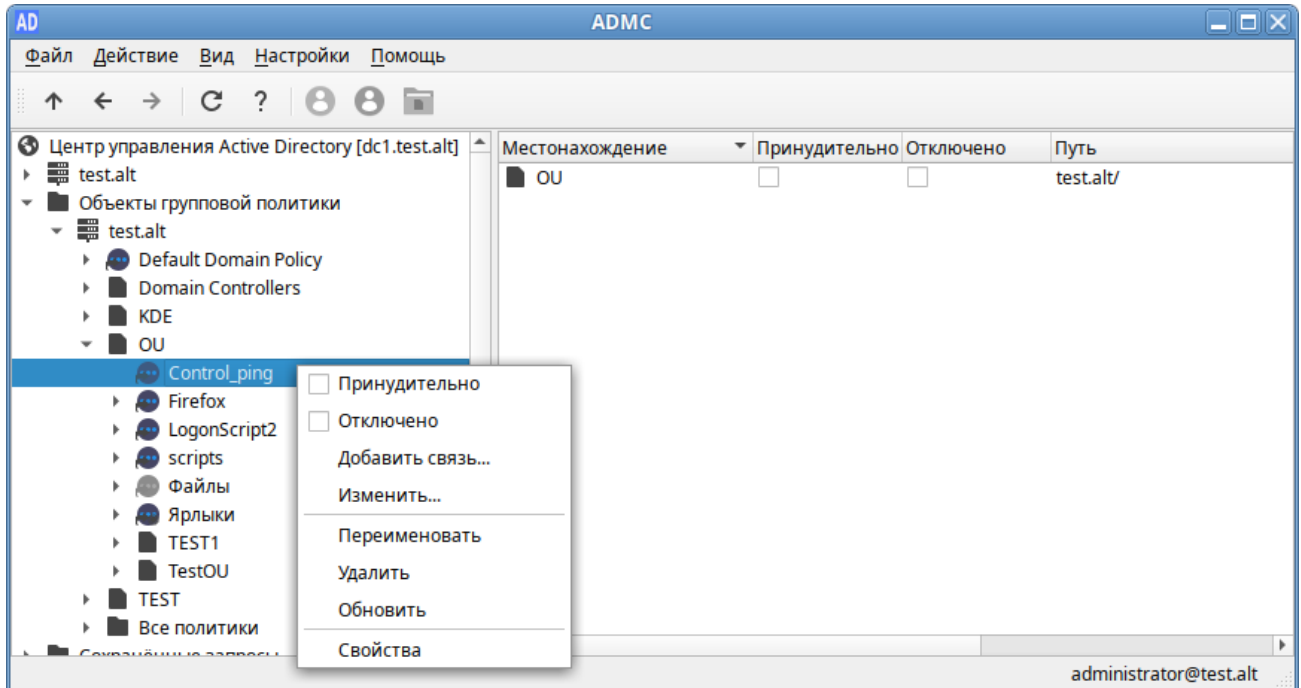 AD ADMC
Файл Действие Вид Настройки Помощь
?
Центр управления Active Directory [dc1.test.alt]
Местонахождение Принудительно Отключено Путь
test.alt
OU test.alt/
Объекты групповой политики
test.alt
Default Domain Policy
Domain Controllers
KDE
OU
Control_ping
Firefox
LogonScript2
scripts
Файлы
Ярлыки
TEST1
TestOU
TEST
Все политики
Сохранённые запросы
Принудительно
Отключено
Добавить связь...
Изменить...
Переименовать
Удалить
Обновить
Свойства
administrator@test.alt